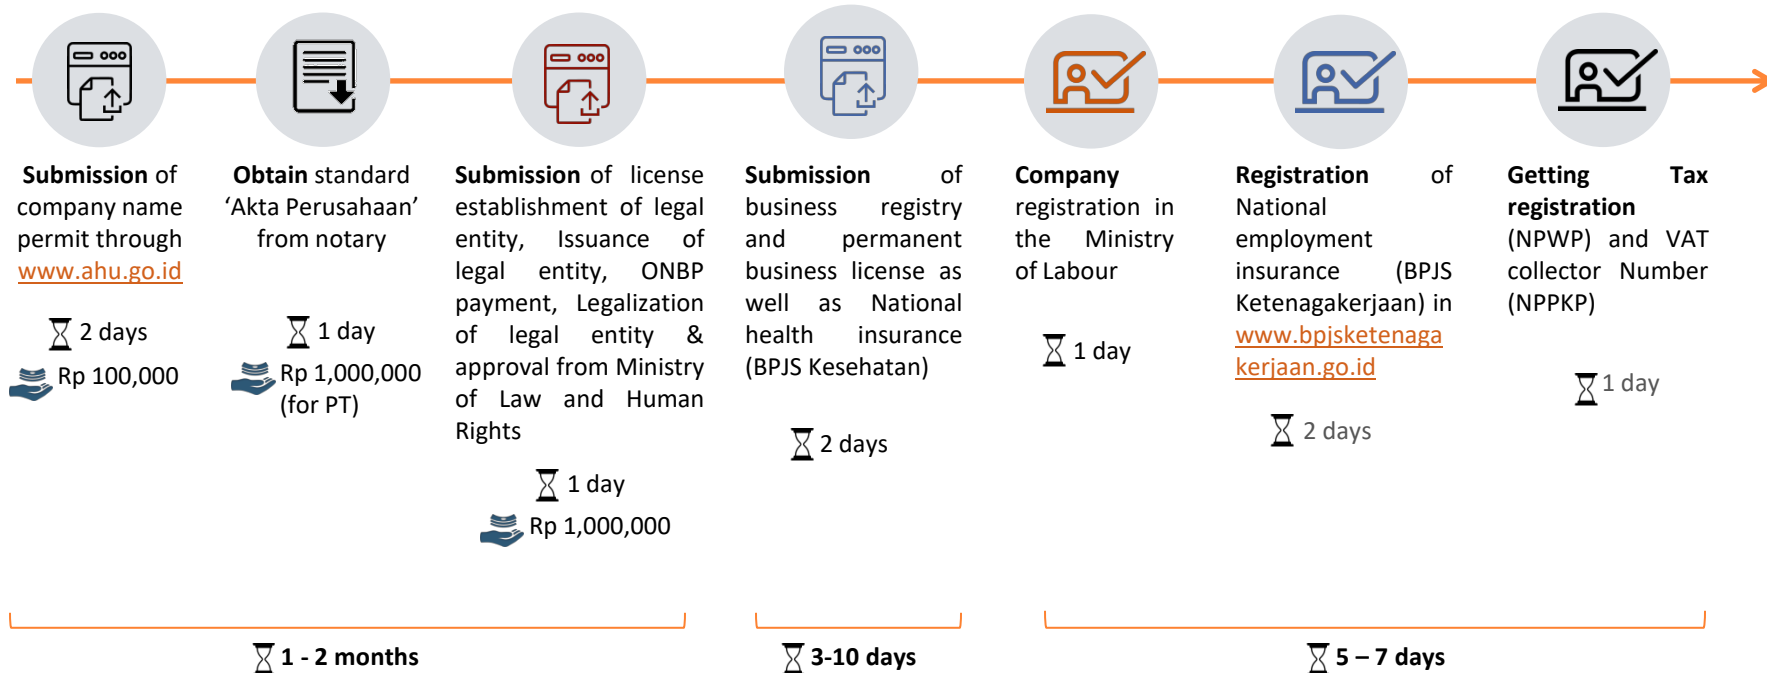 Submission of
company name
permit through
www.ahu.go.id
2 days
Rp 100,000
Obtain standard
‘Akta Perusahaan’
from notary
1 day
Rp 1,000,000
(for PT)
Submission of license
establishment of legal
entity, Issuance of
legal entity, ONBP
payment, Legalization
of legal entity &
approval from Ministry
of Law and Human
Rights
1 day
Rp 1,000,000
Submission of
business registry
and permanent
business license as
well as National
health insurance
(BPJS Kesehatan)
2 days
Company
registration in
the Ministry
of Labour
1 day
Registration of
National
employment
insurance (BPJS
Ketenagakerjaan) in
www.bpjsketenaga
kerjaan.go.id
2 days
Getting Tax
registration
(NPWP) and VAT
collector Number
(NPPKP)
1 day
1 - 2 months
3-10 days
5 – 7 days